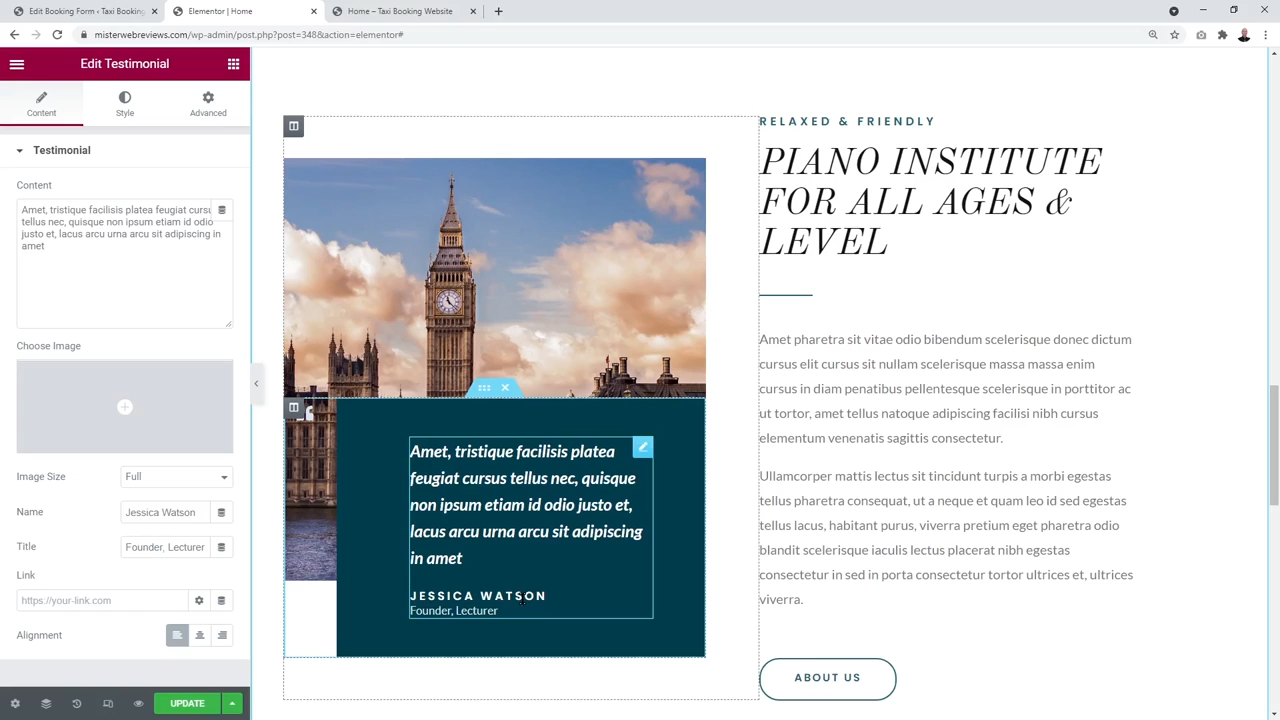 Edit Booking Form ‹ Booking
Elementor | Home
Home – Taxi Booking Website
misterwebreviews.com/wp-admin/post.php?post=348&action=elementor#
Edit Testimonial
Content
Style
Advanced
Testimonial
Content
Amet, tristique facilisis platea feugiat cursu
tellus nec, quisque non ipsum etiam id odio
justo et, lacus arcu urna arcu sit adipiscing in
amet
Choose Image
Image Size
Full
Name
Jessica Watson
Title
Founder, Lecturer
Link
https://your-link.com
Alignment
UPDATE
Amet, tristique facilisis platea
feugiat cursus tellus nec, quisque
non ipsum etiam id odio justo et,
lacus arcu urna arcu sit adipiscing
in amet
JESSICA WATSON
Founder, Lecturer
RELAXED & FRIENDLY
PIANO INSTITUTE
FOR ALL AGES &
LEVEL
Amet pharetra sit vitae odio bibendum scelerisque donec dictum
cursus elit cursus sit nullam scelerisque massa massa enim
cursus in diam penatibus pellentesque scelerisque in porttitor ac
ut tortor, amet tellus natoque adipiscing facilisi nibh cursus
elementum venenatis sagittis consectetur.
Ullamcorper mattis lectus sit tincidunt turpis a morbi egestas
tellus pharetra consequat, ut a neque et quam leo id sed egestas
tellus lacus, habitant purus, viverra pretium eget pharetra odio
blandit scelerisque iaculis lectus placerat nibh egestas
consectetur in sed in porta consectetur tortor ultrices et, ultrices
viverra.
ABOUT US